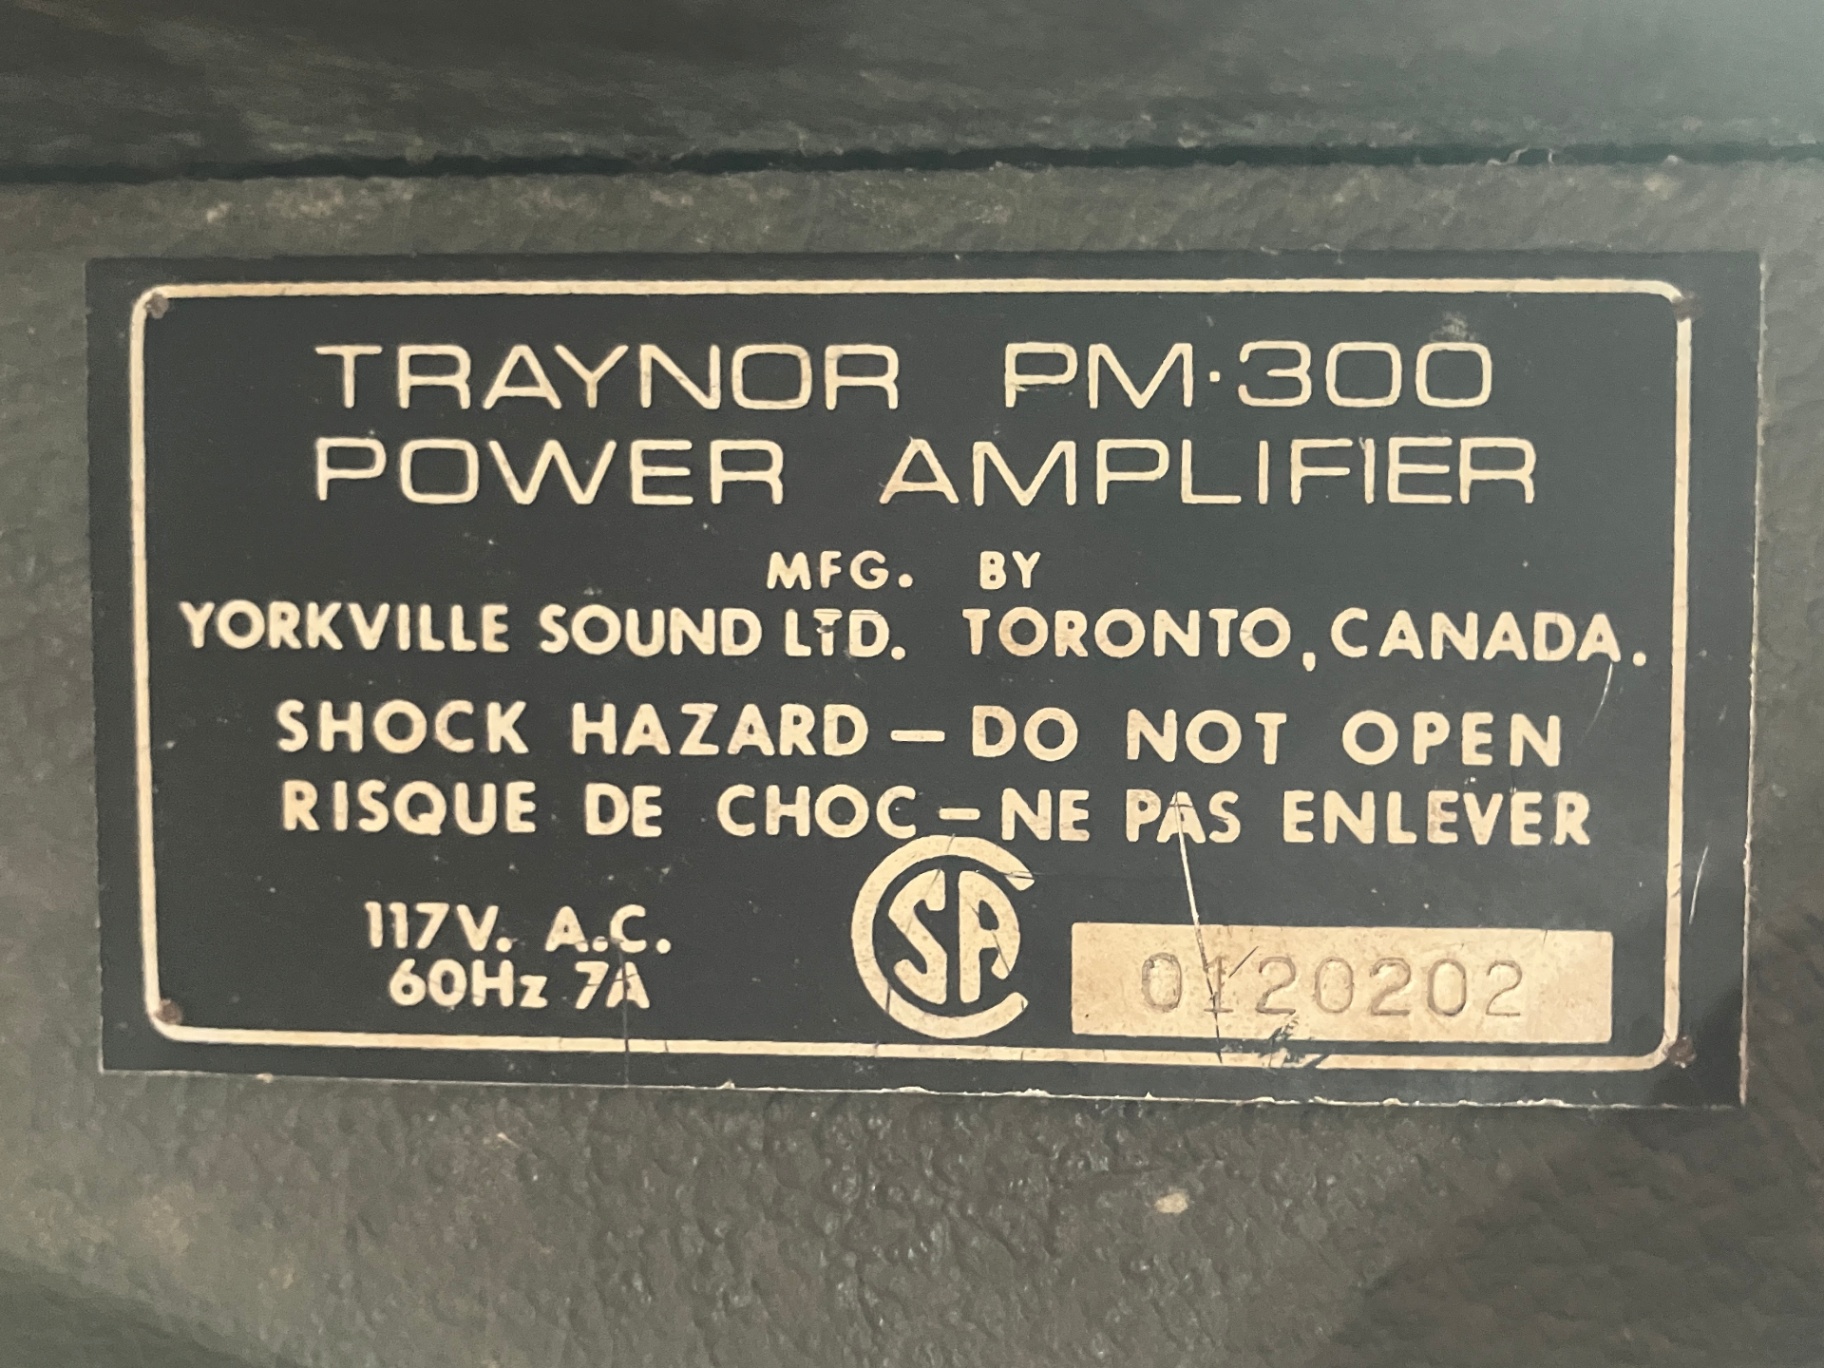 TRAYNOR PM·300
POWER AMPLIFIER
MFG. BY
YORKVILLE SOUND LTD. TORONTO, CANADA.
SHOCK HAZARD — DO NOT OPEN
RISQUE DE CHOC — NE PAS ENLEVER
117V. A.C.
60Hz 7A
CSA
0120202